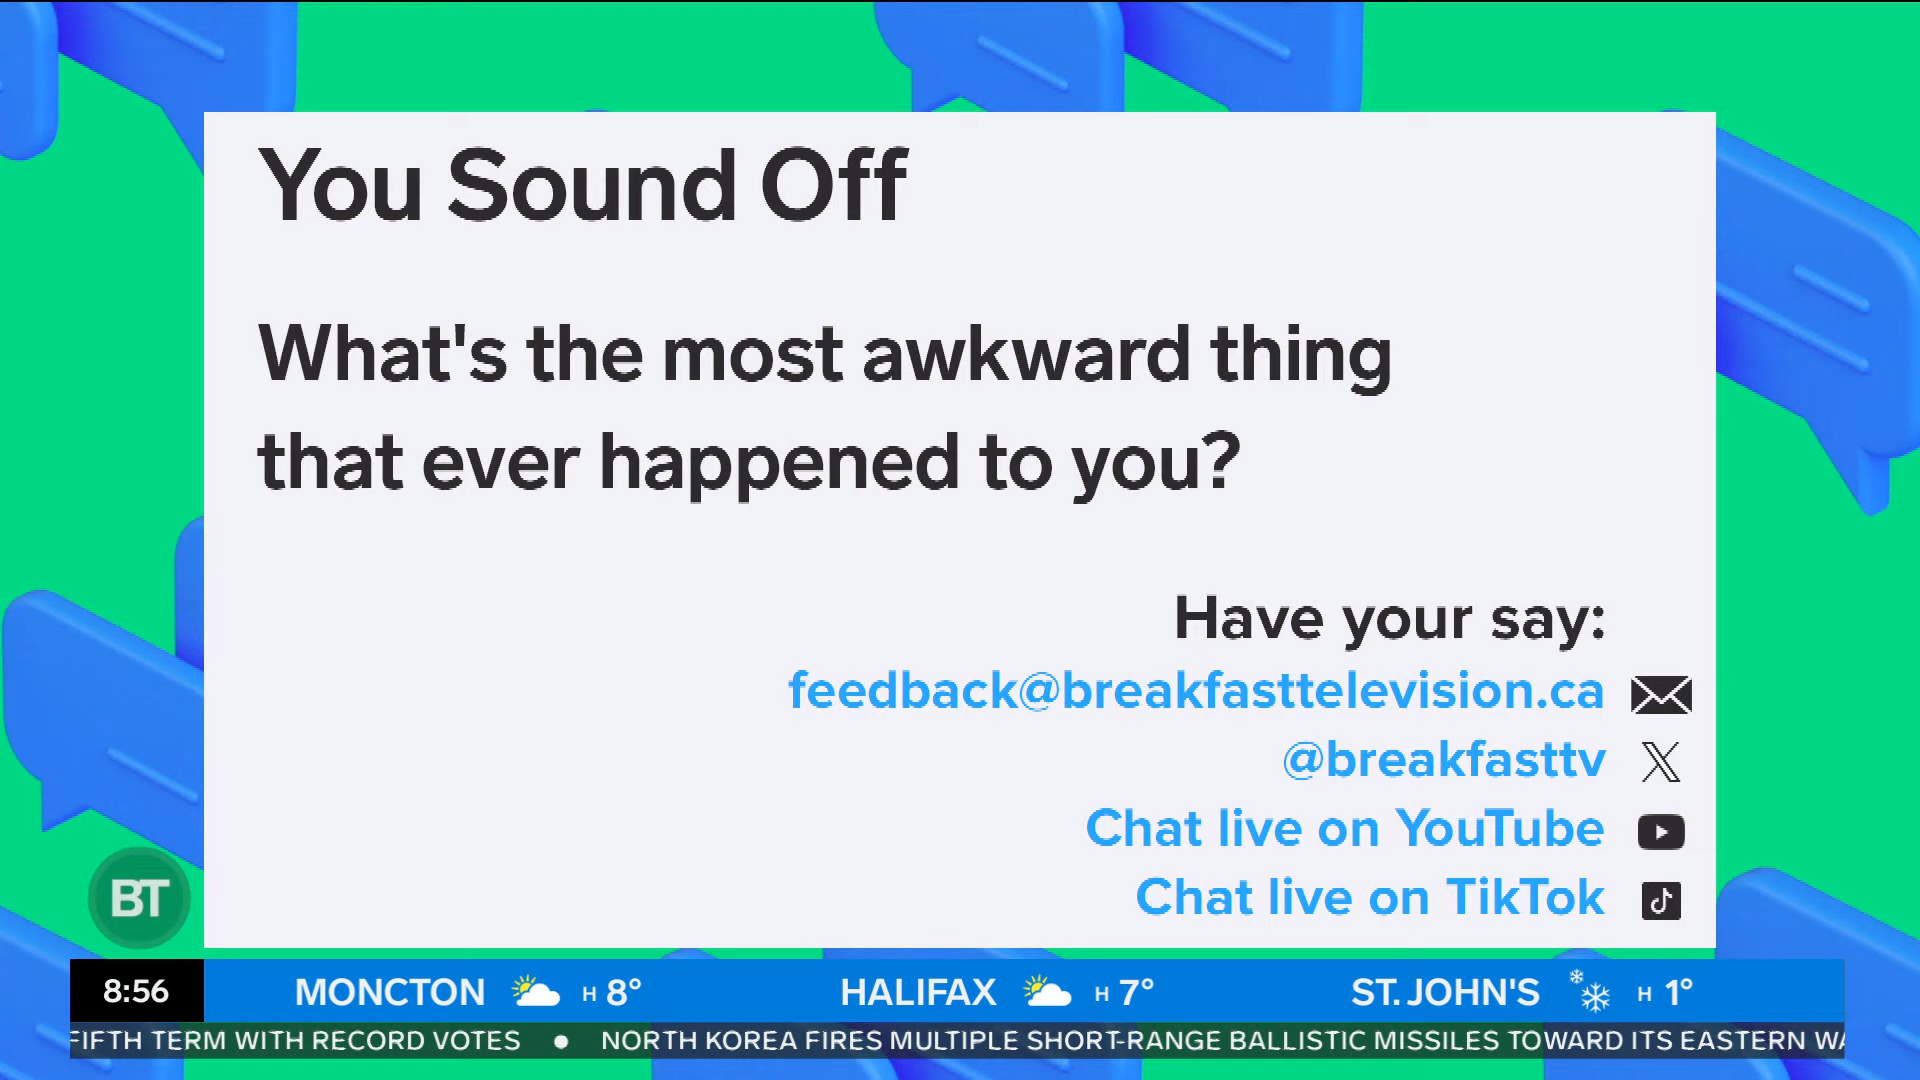 You Sound Off
What's the most awkward thing
that ever happened to you?
Have your say:
feedback@breakfasttelevision.ca
@breakfasttv
Chat live on YouTube
Chat live on TikTok
BT
8:56 MONCTON H 8° HALIFAX H 7° ST. JOHN'S H 1°
FIFTH TERM WITH RECORD VOTES ● NORTH KOREA FIRES MULTIPLE SHORT-RANGE BALLISTIC MISSILES TOWARD ITS EASTERN